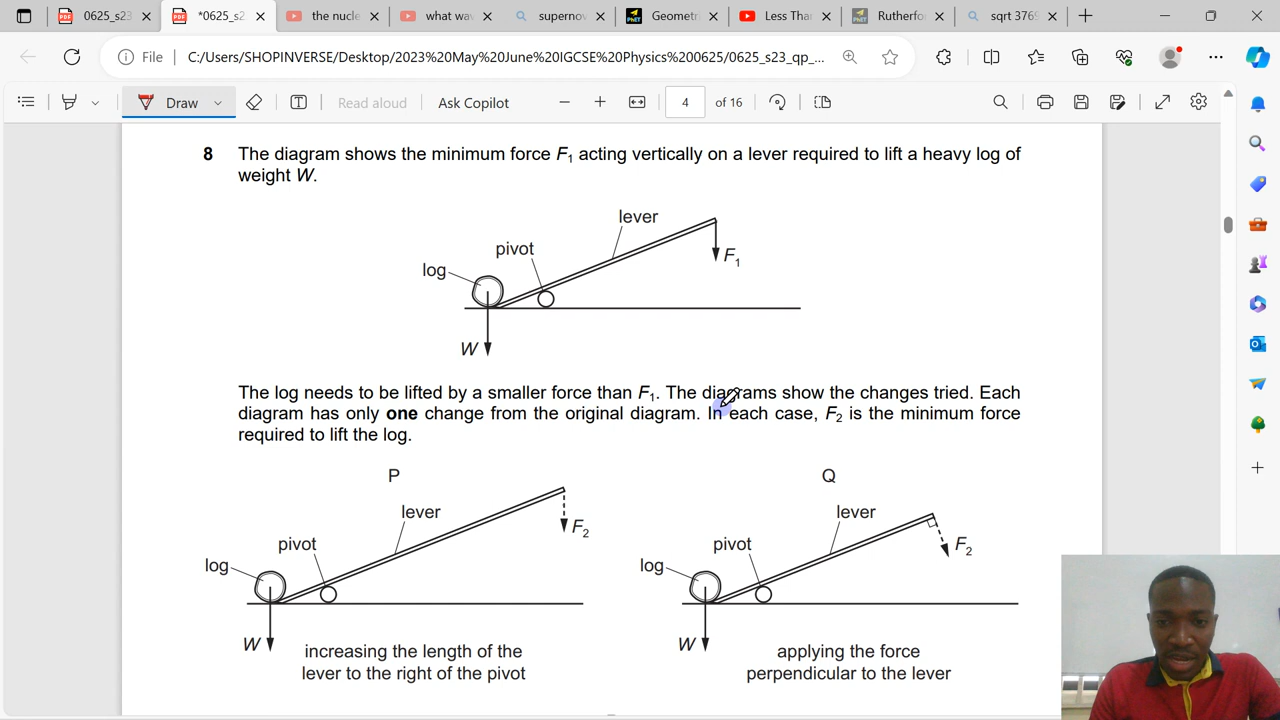 0625_s23
*0625_s2
the nucle
what wav
supernov
Geometr
Less Tha
Rutherfo
sqrt 3769
File
C:/Users/SHOPINVERSE/Desktop/2023%20May%20June%20IGCSE%20Physics%200625/0625_s23_qp_...
Draw
Read aloud
Ask Copilot
4
of 16
8 The diagram shows the minimum force F1 acting vertically on a lever required to lift a heavy log of
weight W.
lever
pivot
F1
log
W
The log needs to be lifted by a smaller force than F1. The diagrams show the changes tried. Each
diagram has only one change from the original diagram. In each case, F2 is the minimum force
required to lift the log.
P
lever
F2
pivot
log
W
increasing the length of the
lever to the right of the pivot
Q
lever
F2
pivot
log
W
applying the force
perpendicular to the lever